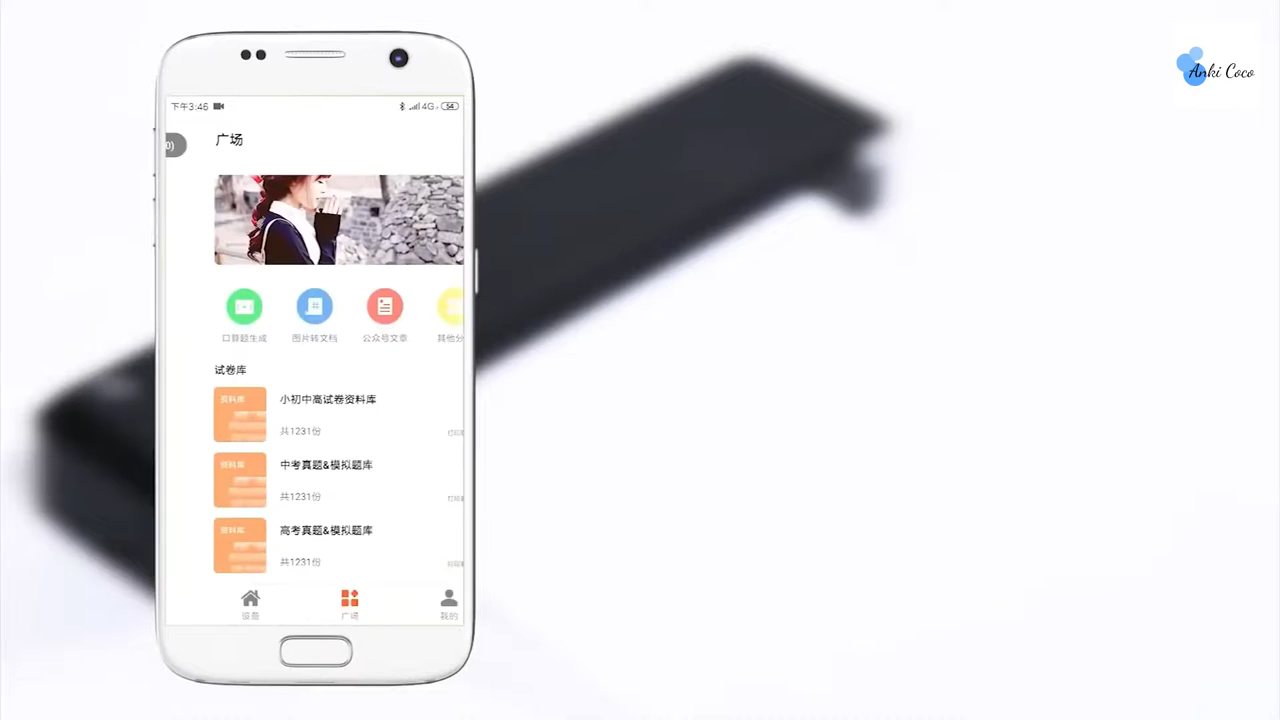 Anki Coco
下午3:46
4G
54
0)
广场
口算题生成
图片转文档
公众号文章
其他分
试卷库
资料库
小初中高试卷资料库
共1231份
资料库
中考真题&模拟题库
共1231份
资料库
高考真题&模拟题库
共1231份
设备
广场
我的